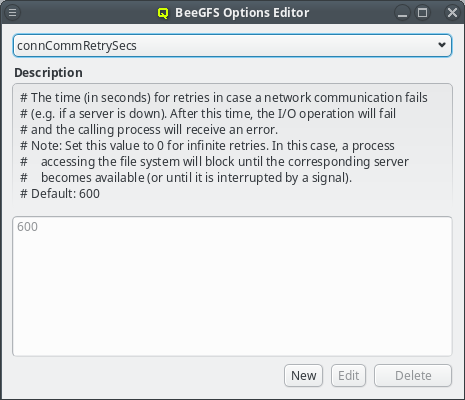 BeeGFS Options Editor
connCommRetrySecs
Description
# The time (in seconds) for retries in case a network communication fails
# (e.g. if a server is down). After this time, the I/O operation will fail
# and the calling process will receive an error.
# Note: Set this value to 0 for infinite retries. In this case, a process
#    accessing the file system will block until the corresponding server
#    becomes available (or until it is interrupted by a signal).
# Default: 600
600
New Edit Delete